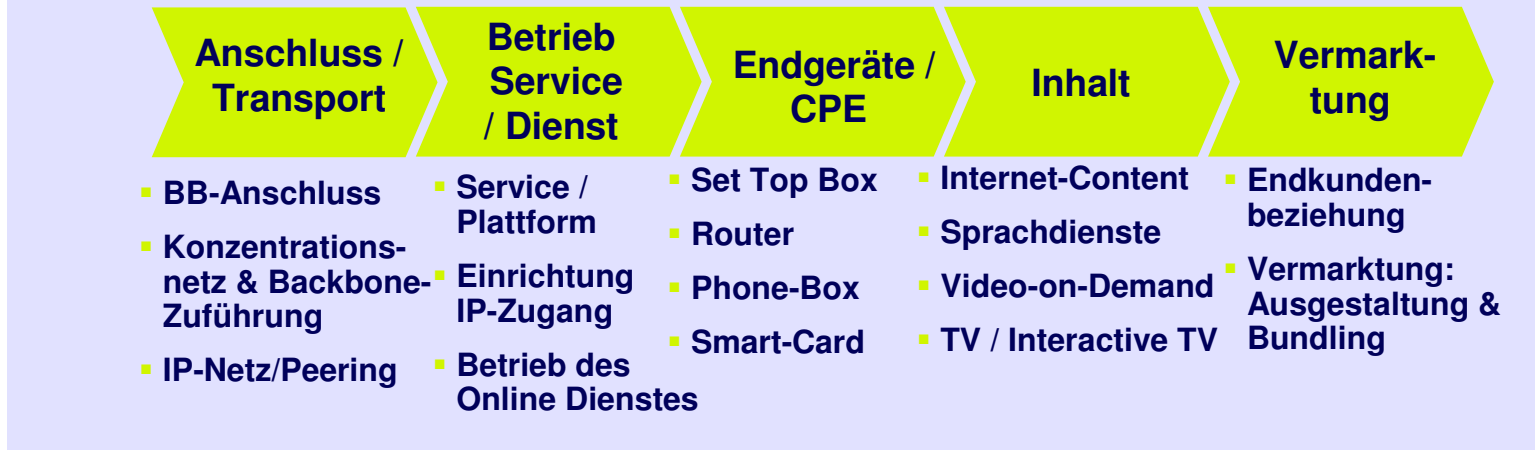 Anschluss /
Transport
Betrieb
Service
/ Dienst
Endgeräte /
CPE
Inhalt
Vermark-
tung
▪ BB-Anschluss
▪ Konzentrations-
netz & Backbone-
Zuführung
▪ IP-Netz/Peering
▪ Service /
Plattform
▪ Einrichtung
IP-Zugang
▪ Betrieb des
Online Dienstes
▪ Set Top Box
▪ Router
▪ Phone-Box
▪ Smart-Card
▪ Internet-Content
▪ Sprachdienste
▪ Video-on-Demand
▪ TV / Interactive TV
▪ Endkunden-
beziehung
▪ Vermarktung:
Ausgestaltung &
Bundling